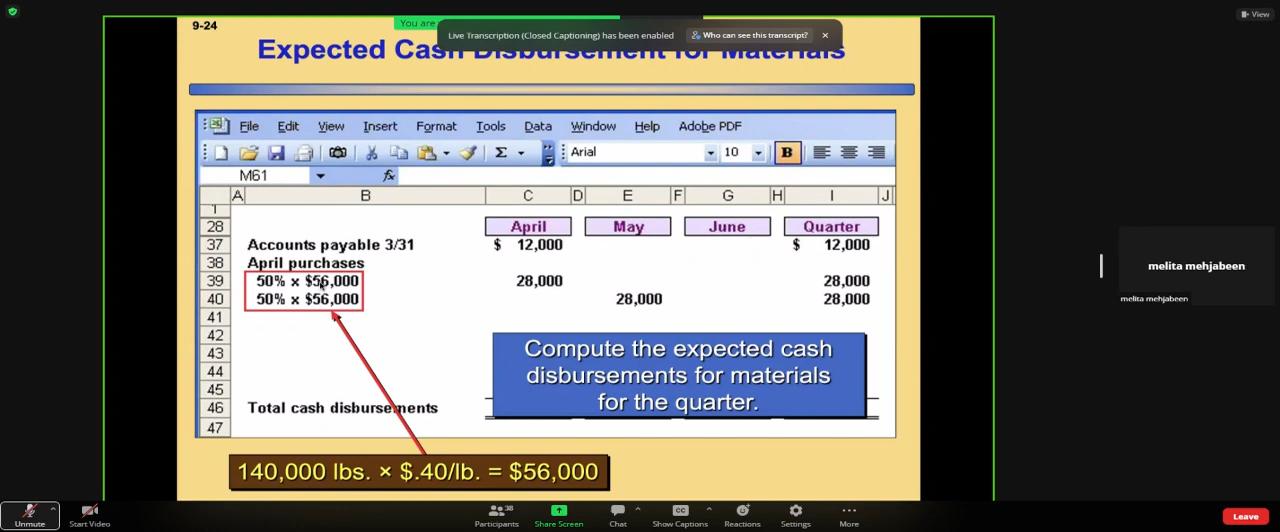 View
9-24
You are
Live Transcription (Closed Captioning) has been enabled
Who can see this transcript?
Expected Cash Disbursement for Materials
File Edit View Insert Format Tools Data Window Help Adobe PDF
Arial 10 B
M61 fx
A B C D E F G H I J
1
28 April May June Quarter
37 Accounts payable 3/31 $ 12,000 $ 12,000
38 April purchases
39 50% x $56,000 28,000 28,000
40 50% x $56,000 28,000 28,000
41
42
43
44
45
46 Total cash disbursements
47
Compute the expected cash
disbursements for materials
for the quarter.
140,000 lbs. × $.40/lb. = $56,000
melita mehjabeen
melita mehjabeen
Unmute
Start Video
38
Participants
Share Screen
Chat
CC
Show Captions
Reactions
Settings
More
Leave